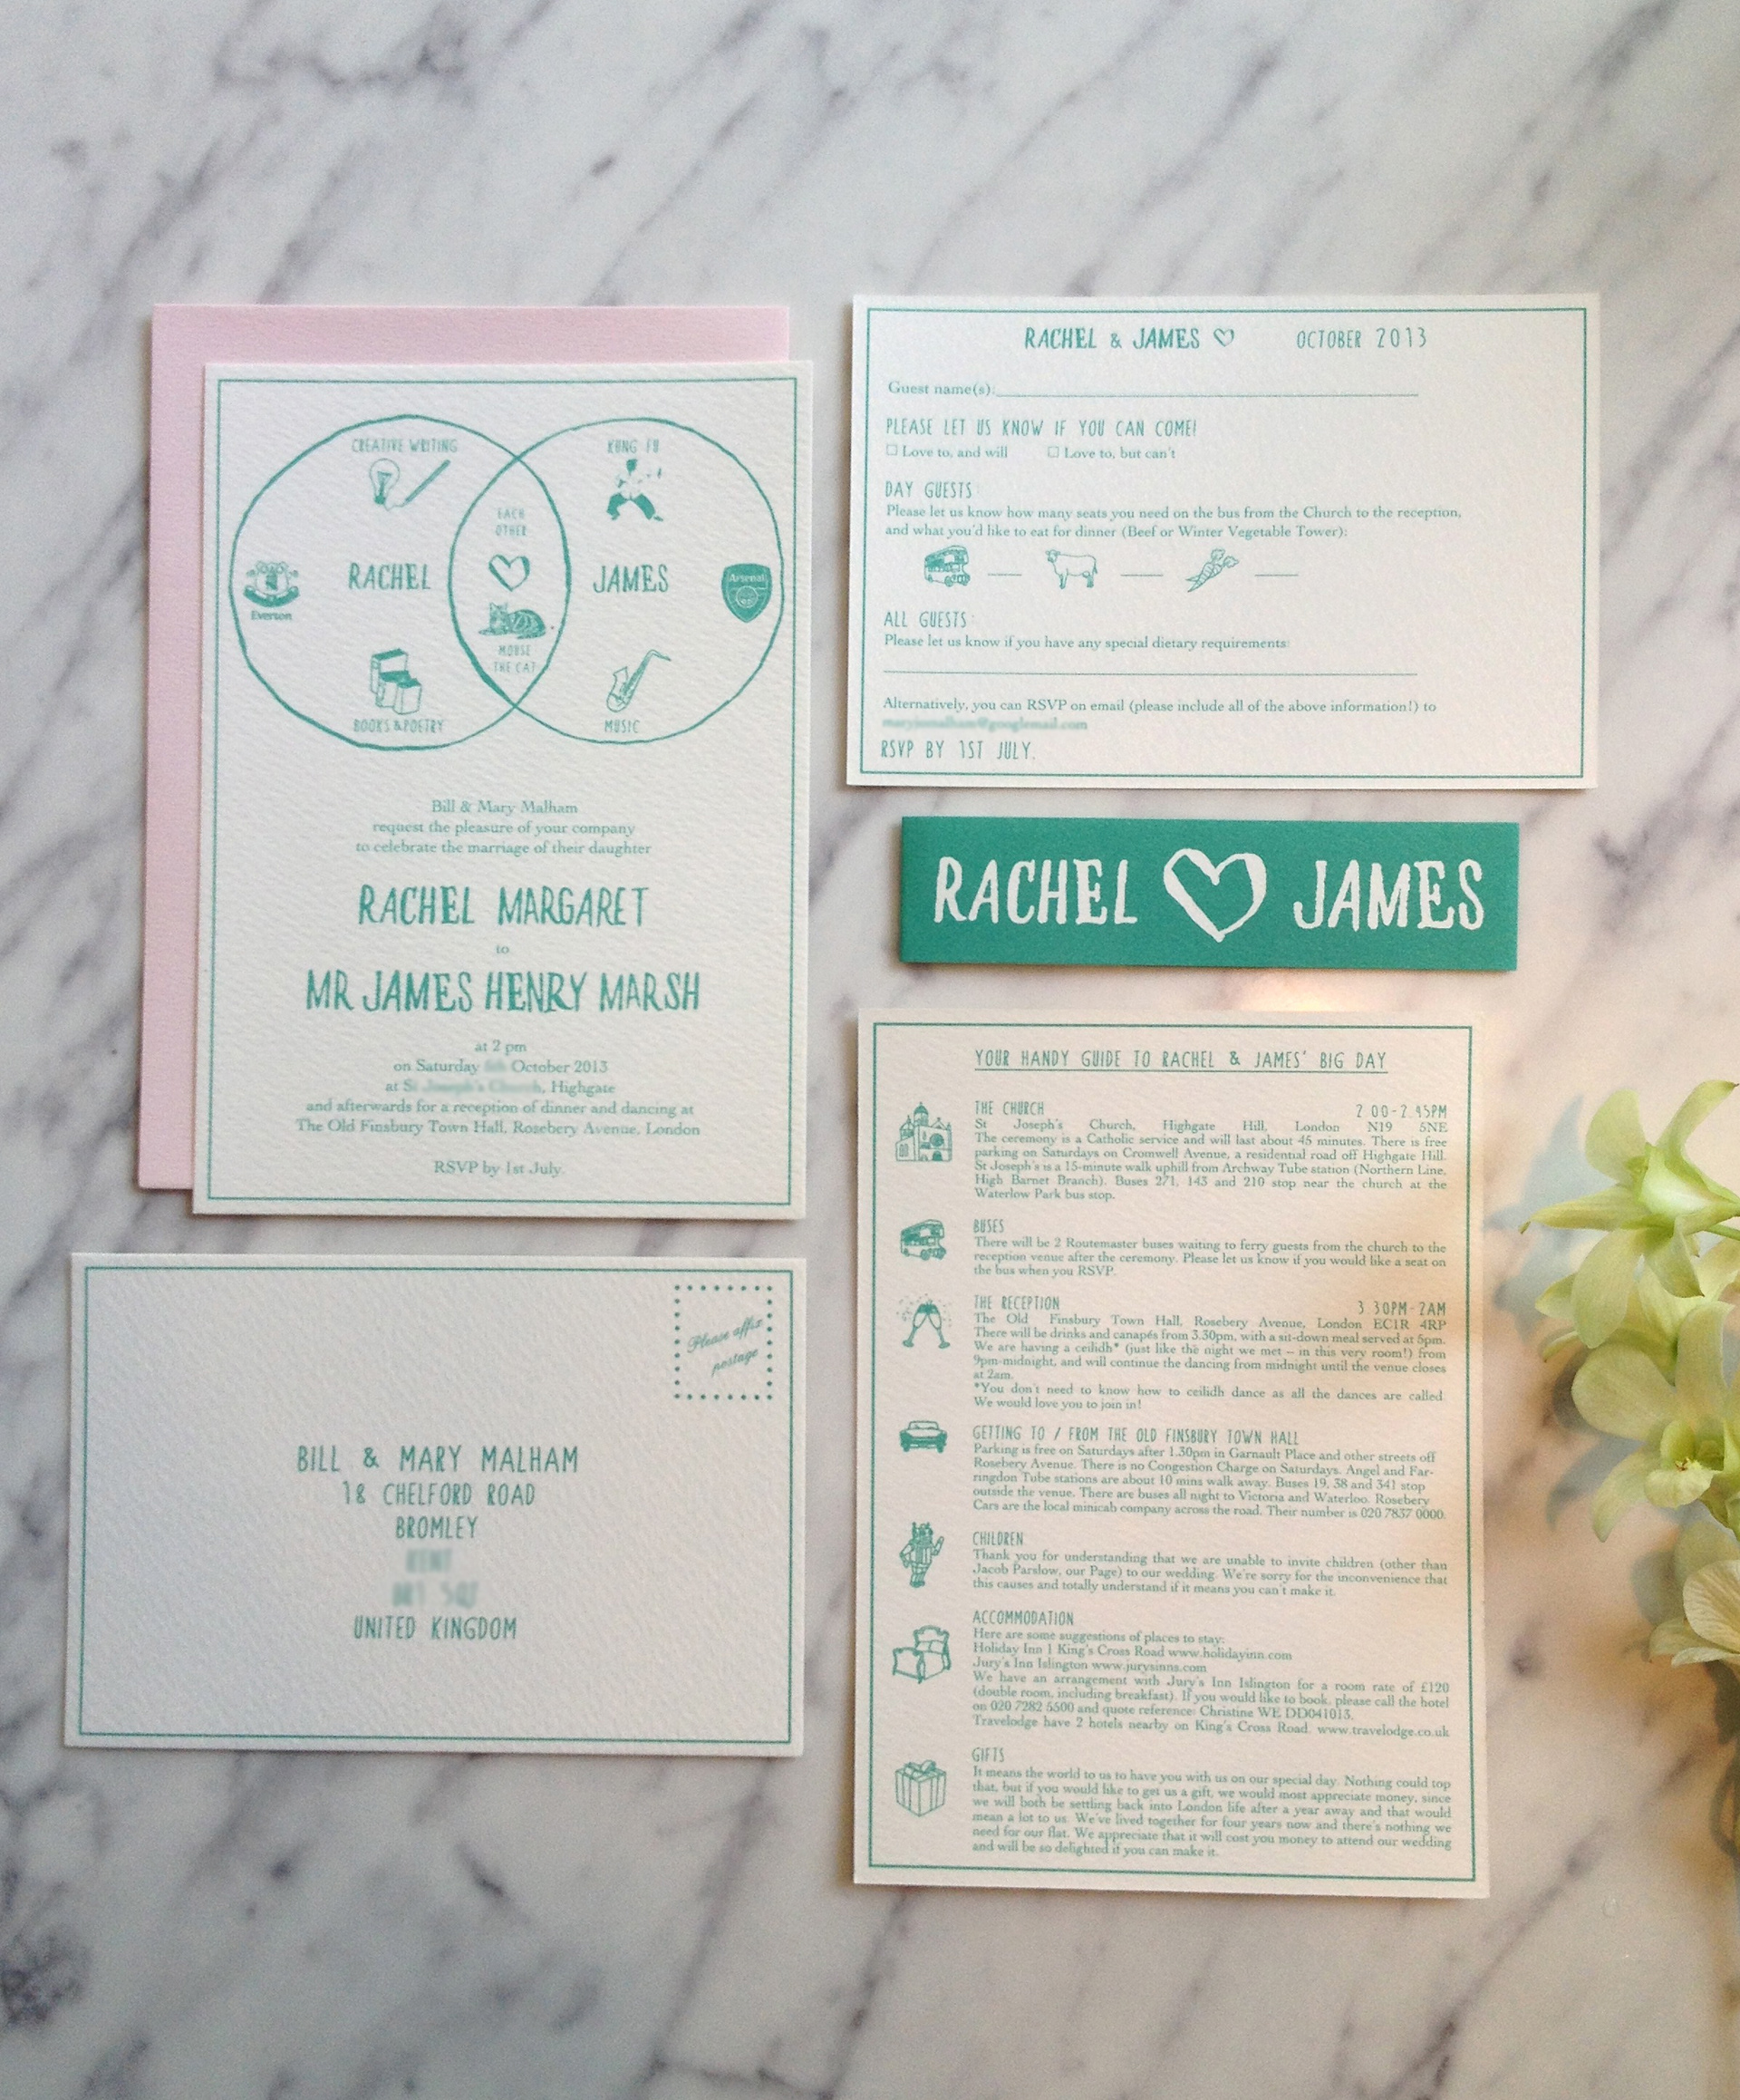 CREATIVE WRITING
KUNG FU
EACH
OTHER
RACHEL
JAMES
Everton
Arsenal
MOUSE
THE CAT
BOOKS & POETRY
MUSIC
Bill & Mary Malham
request the pleasure of your company
to celebrate the marriage of their daughter
RACHEL MARGARET
to
MR JAMES HENRY MARSH
at 2 pm
on Saturday October 2013
at St , Highgate
and afterwards for a reception of dinner and dancing at
The Old Finsbury Town Hall, Rosebery Avenue, London
RSVP by 1st July.
RACHEL & JAMES OCTOBER 2013
Guest name(s):
PLEASE LET US KNOW IF YOU CAN COME!
Love to, and will Love to, but can't
DAY GUESTS:
Please let us know how many seats you need on the bus from the Church to the reception,
and what you'd like to eat for dinner (Beef or Winter Vegetable Tower):
ALL GUESTS:
Please let us know if you have any special dietary requirements:
Alternatively, you can RSVP on email (please include all of the above information!) to
RSVP BY 1ST JULY.
RACHEL JAMES
Please affix
postage
BILL & MARY MALHAM
18 CHELFORD ROAD
BROMLEY
UNITED KINGDOM
YOUR HANDY GUIDE TO RACHEL & JAMES' BIG DAY
THE CHURCH 2.00-2.45PM
St Joseph's Church, Highgate Hill, London N19 5NE
The ceremony is a Catholic service and will last about 45 minutes. There is free
parking on Saturdays on Cromwell Avenue, a residential road off Highgate Hill.
St Joseph's is a 15-minute walk uphill from Archway Tube station (Northern Line,
High Barnet Branch). Buses 271, 143 and 210 stop near the church at the
Waterlow Park bus stop.
BUSES
There will be 2 Routemaster buses waiting to ferry guests from the church to the
reception venue after the ceremony. Please let us know if you would like a seat on
the bus when you RSVP.
THE RECEPTION 3.30PM-2AM
The Old Finsbury Town Hall, Rosebery Avenue, London EC1R 4RP
There will be drinks and canapés from 3.30pm, with a sit-down meal served at 5pm.
We are having a ceilidh* (just like the night we met – in this very room!) from
9pm-midnight, and will continue the dancing from midnight until the venue closes
at 2am.
*You don't need to know how to ceilidh dance as all the dances are called.
We would love you to join in!
GETTING TO / FROM THE OLD FINSBURY TOWN HALL
Parking is free on Saturdays after 1.30pm in Garnault Place and other streets off
Rosebery Avenue. There is no Congestion Charge on Saturdays. Angel and Far-
ringdon Tube stations are about 10 mins walk away. Buses 19, 38 and 341 stop
outside the venue. There are buses all night to Victoria and Waterloo. Rosebery
Cars are the local minicab company across the road. Their number is 020 7837 0000.
CHILDREN
Thank you for understanding that we are unable to invite children (other than
Jacob Parslow, our Page) to our wedding. We're sorry for the inconvenience that
this causes and totally understand if it means you can't make it.
ACCOMMODATION
Here are some suggestions of places to stay:
Holiday Inn 1 King's Cross Road www.holidayinn.com
Jury's Inn Islington www.jurysinns.com
We have an arrangement with Jury's Inn Islington for a room rate of £120
(double room, including breakfast). If you would like to book, please call the hotel
on 020 7282 5500 and quote reference: Christine WE DD041013.
Travelodge have 2 hotels nearby on King's Cross Road. www.travelodge.co.uk
GIFTS
It means the world to us to have you with us on our special day. Nothing could top
that, but if you would like to get us a gift, we would most appreciate money, since
we will both be settling back into London life after a year away and that would
mean a lot to us. We've lived together for four years now and there's nothing we
need for our flat. We appreciate that it will cost you money to attend our wedding
and will be so delighted if you can make it.